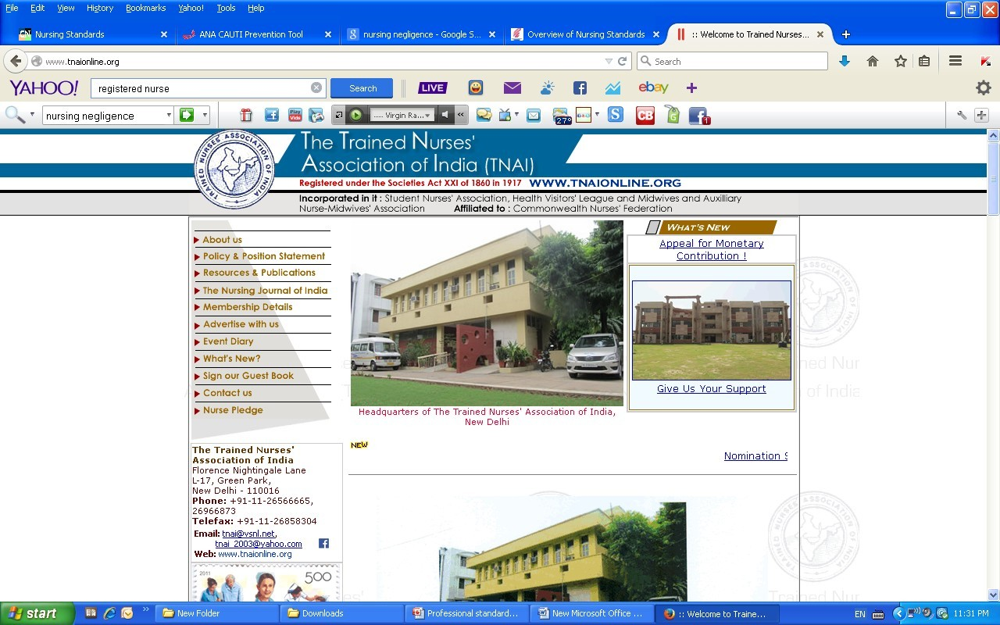 File Edit View History Bookmarks Yahoo! Tools Help
Nursing Standards
ANA CAUTI Prevention Tool
nursing negligence - Google S...
Overview of Nursing Standards
:: Welcome to Trained Nurses...
www.tnaionline.org
Search
YAHOO!
registered nurse
Search
LIVE
ebay
nursing negligence
Play Vids
..... Virgin Ra...
27°
S
CB
1
The Trained Nurses'
Association of India (TNAI)
Registered under the Societies Act XXI of 1860 in 1917 WWW.TNAIONLINE.ORG
Incorporated in it : Student Nurses' Association, Health Visitors' League and Midwives and Auxilliary
Nurse-Midwives' Association Affiliated to : Commonwealth Nurses' Federation
TRAINED NURSES' ASSOCIATION OF INDIA
About us
Policy & Position Statement
Resources & Publications
The Nursing Journal of India
Membership Details
Advertise with us
Event Diary
What's New?
Sign our Guest Book
Contact us
Nurse Pledge
Headquarters of The Trained Nurses' Association of India,
New Delhi
What's New
Appeal for Monetary
Contribution !
Give Us Your Support
NEW
Nomination
The Trained Nurses'
Association of India
Florence Nightingale Lane
L-17, Green Park,
New Delhi - 110016
Phone: +91-11-26566665,
26966873
Telefax: +91-11-26858304
Email: tnai@vsnl.net,
tnai_2003@yahoo.com
Web: www.tnaionline.org
2011
500
start
New Folder
Downloads
Professional standard...
New Microsoft Office ...
:: Welcome to Traine...
EN
11:31 PM